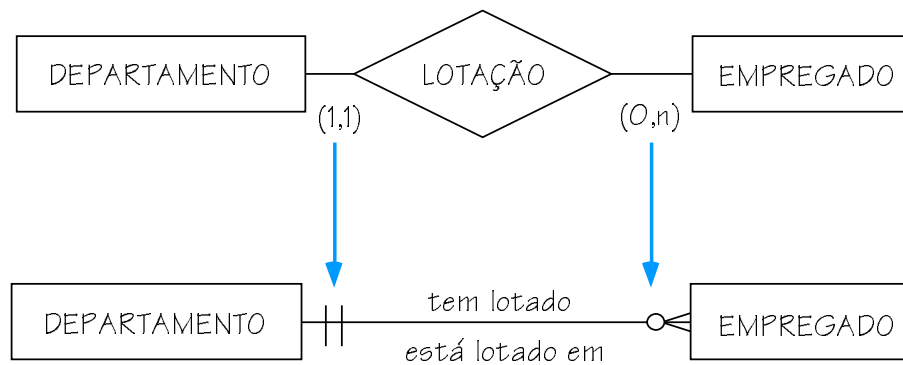 DEPARTAMENTO LOTAÇÃO EMPREGADO
(1,1) (0,n)
tem lotado
DEPARTAMENTO EMPREGADO
está lotado em